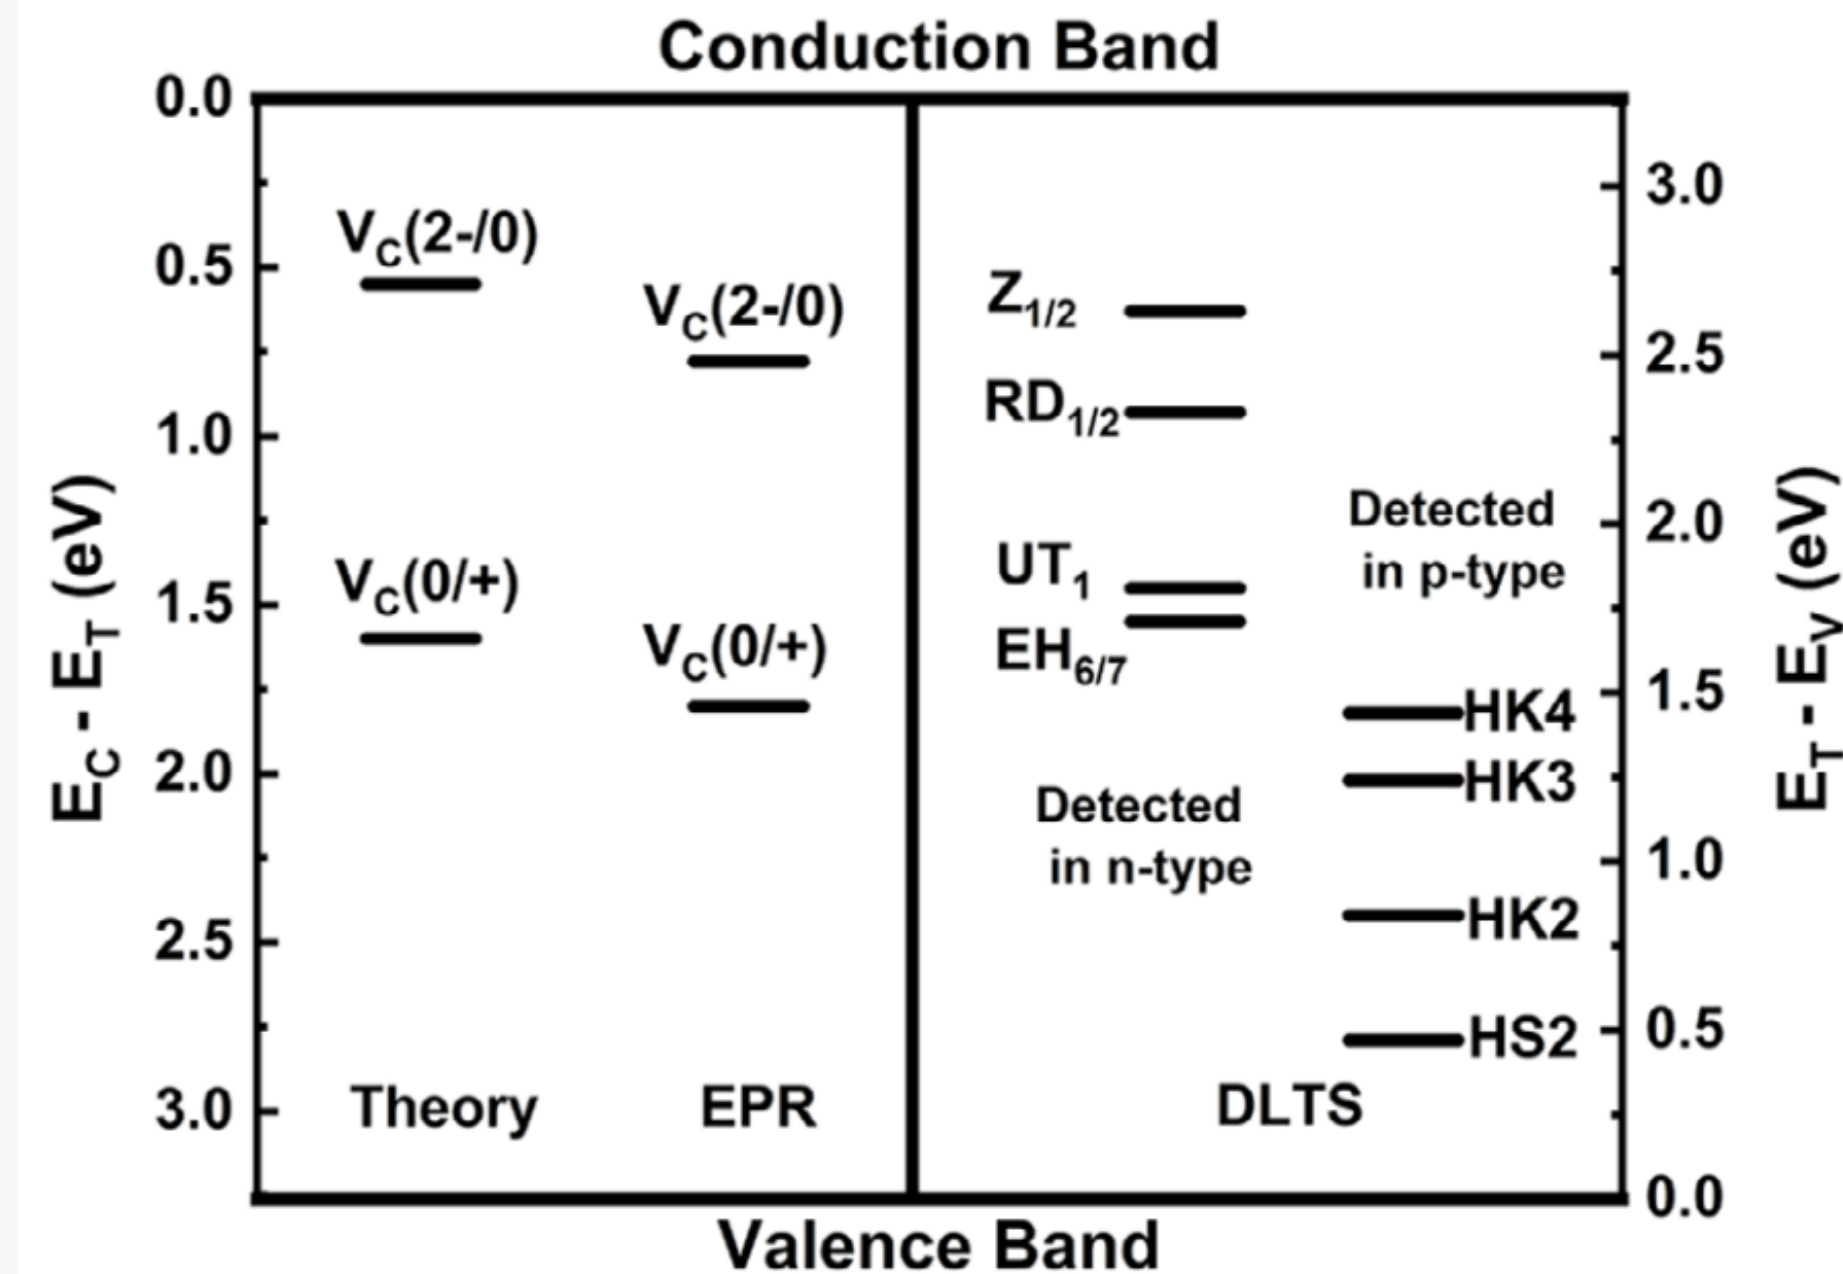 Conduction Band
0.0
0.5
1.0
1.5
2.0
2.5
3.0
E_C - E_T (eV)
V_C(2-/0)
V_C(2-/0)
V_C(0/+)
V_C(0/+)
Theory
EPR
Z_1/2
RD_1/2
UT_1
EH_6/7
Detected
in n-type
Detected
in p-type
HK4
HK3
HK2
HS2
DLTS
3.0
2.5
2.0
1.5
1.0
0.5
0.0
E_T - E_V (eV)
Valence Band